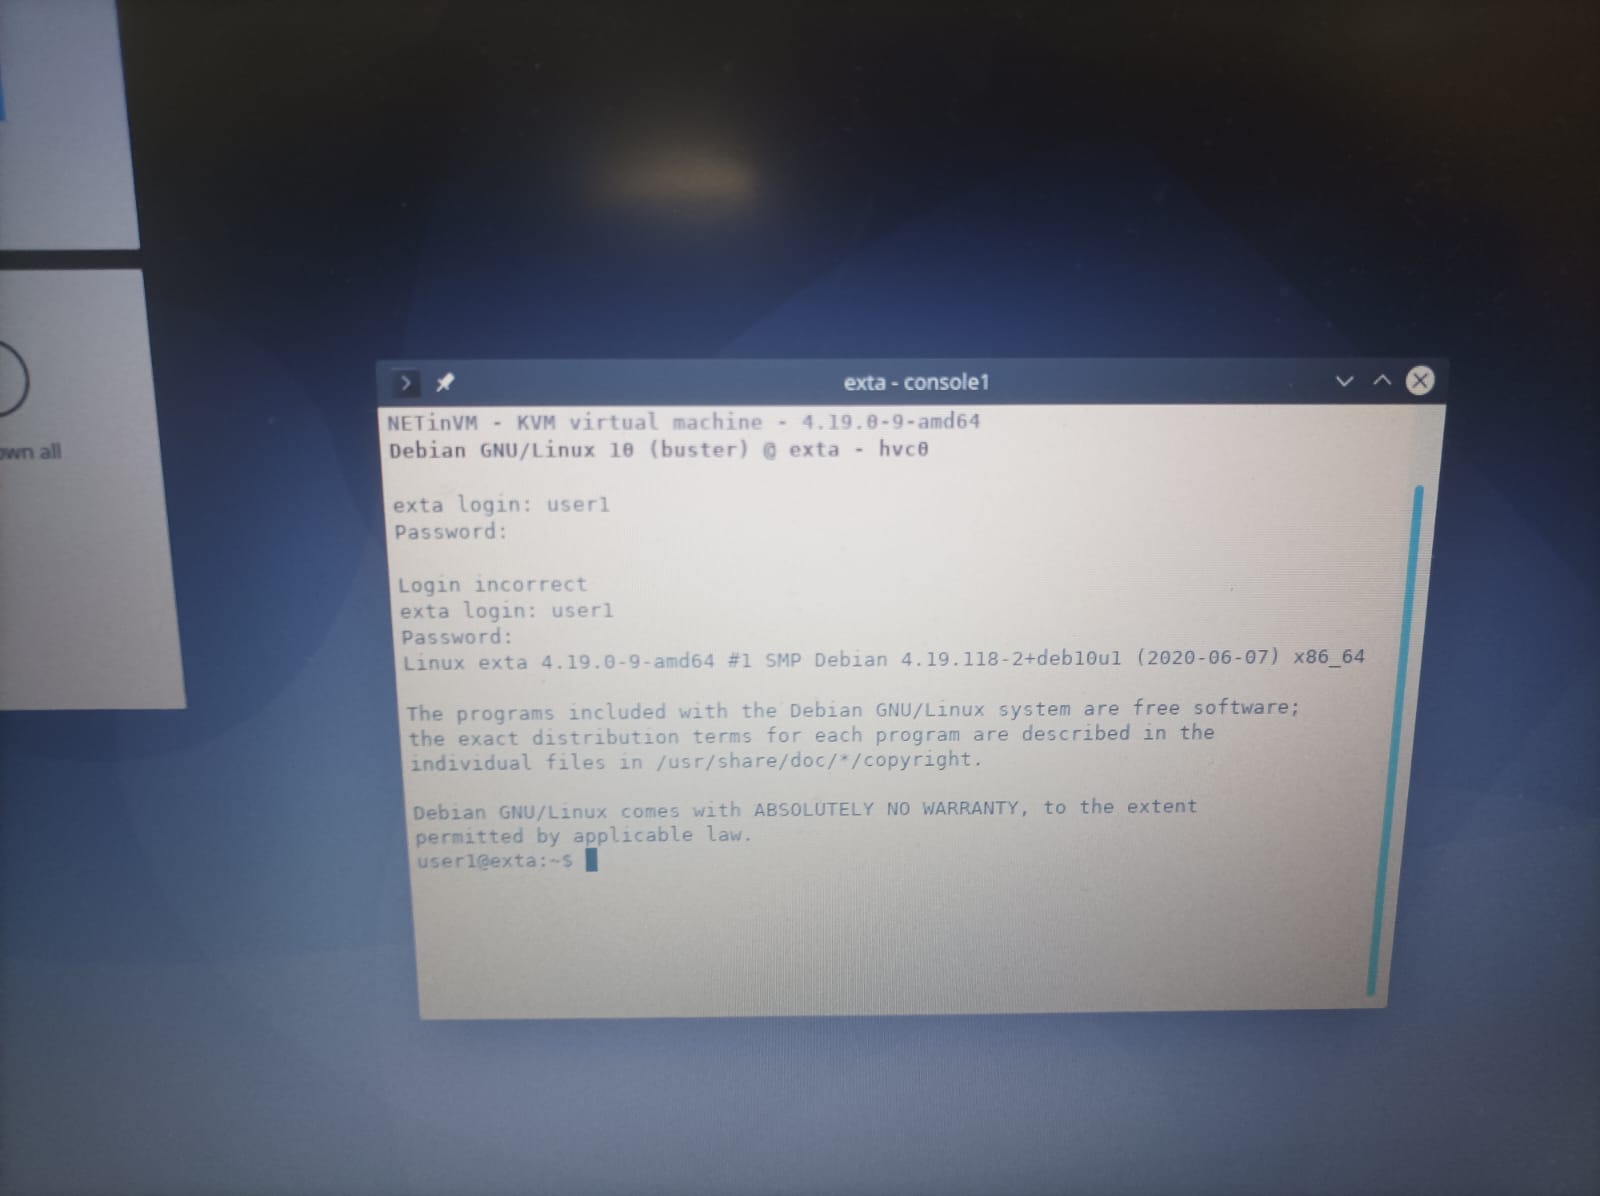 own all
exta - console1
NETinVM - KVM virtual machine - 4.19.0-9-amd64
Debian GNU/Linux 10 (buster) @ exta - hvc0
exta login: user1
Password:
Login incorrect
exta login: user1
Password:
Linux exta 4.19.0-9-amd64 #1 SMP Debian 4.19.118-2+deb10u1 (2020-06-07) x86_64
The programs included with the Debian GNU/Linux system are free software;
the exact distribution terms for each program are described in the
individual files in /usr/share/doc/*/copyright.
Debian GNU/Linux comes with ABSOLUTELY NO WARRANTY, to the extent
permitted by applicable law.
user1@exta:~$